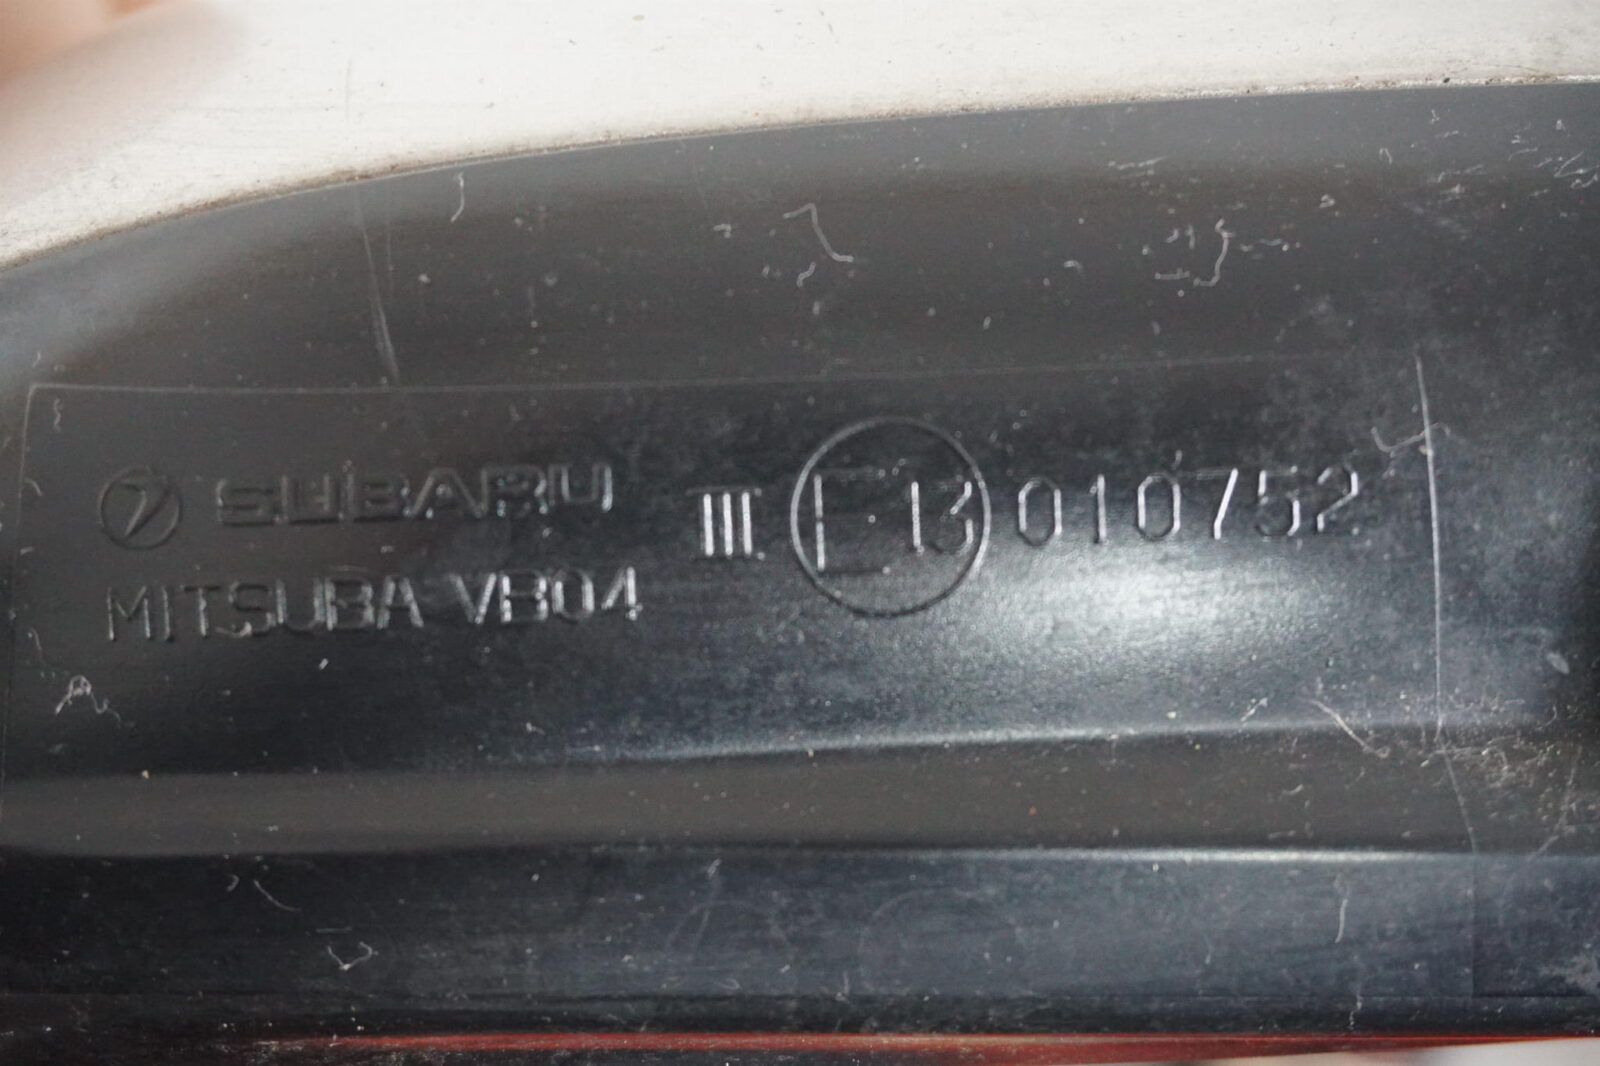 SUBARU III E13 010752
MITSUBA VB04